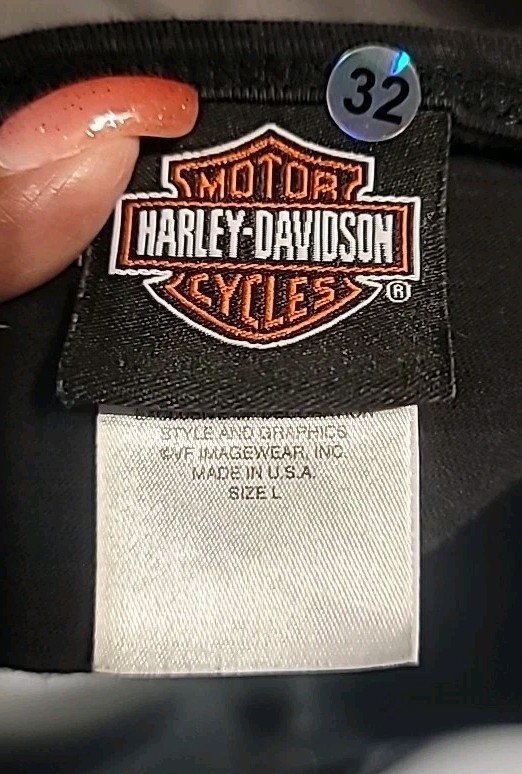 32
MOTOR
HARLEY-DAVIDSON
CYCLES
®
STYLE AND GRAPHICS
©VF IMAGEWEAR, INC.
MADE IN U.S.A.
SIZE L